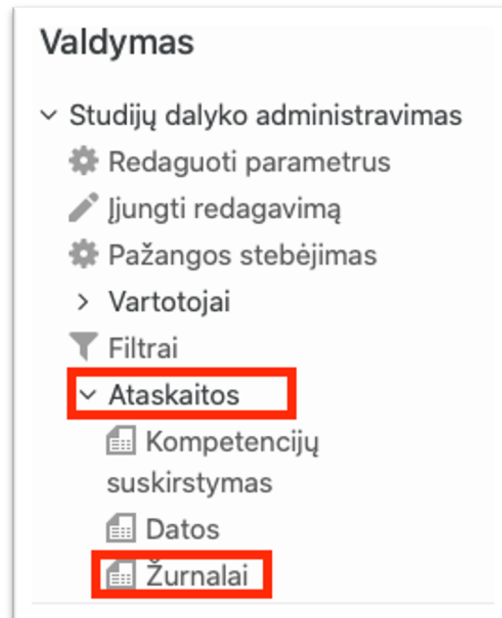 Valdymas
Studijų dalyko administravimas
Redaguoti parametrus
Įjungti redagavimą
Pažangos stebėjimas
Vartotojai
Filtrai
Ataskaitos
Kompetencijų
suskirstymas
Datos
Žurnalai